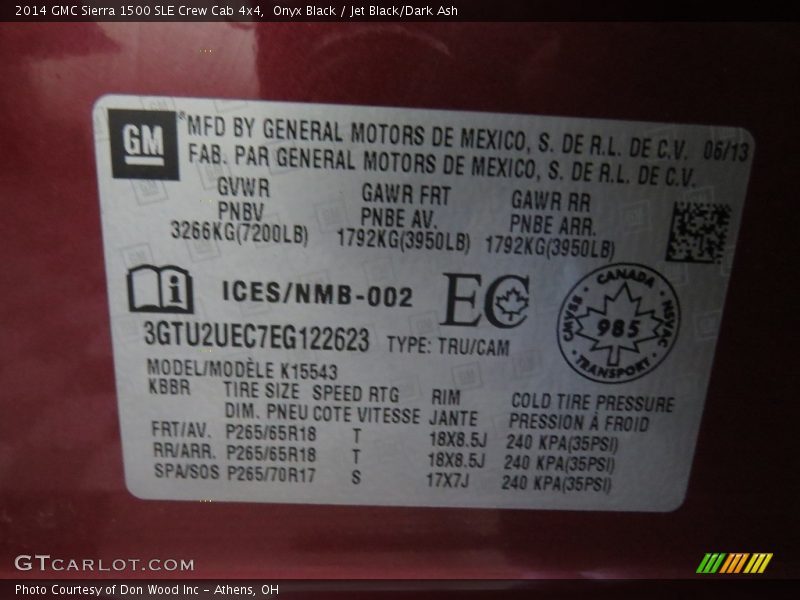 2014 GMC Sierra 1500 SLE Crew Cab 4x4,  Onyx Black / Jet Black/Dark Ash
GM
®
MFD BY GENERAL MOTORS DE MEXICO, S. DE R.L. DE C.V. 06/13
FAB. PAR GENERAL MOTORS DE MEXICO, S. DE R.L. DE C.V.
GVWR GAWR FRT GAWR RR
PNBV PNBE AV. PNBE ARR.
3266KG(7200LB) 1792KG(3950LB) 1792KG(3950LB)
i ICES/NMB-002 EC
CANADA
CMVSS 985 NSVAC
TRANSPORT
3GTU2UEC7EG122623 TYPE: TRU/CAM
MODEL/MODÈLE K15543
KBBR TIRE SIZE SPEED RTG RIM COLD TIRE PRESSURE
DIM. PNEU COTE VITESSE JANTE PRESSION À FROID
FRT/AV. P265/65R18 T 18X8.5J 240 KPA(35PSI)
RR/ARR. P265/65R18 T 18X8.5J 240 KPA(35PSI)
SPA/SOS P265/70R17 S 17X7J 240 KPA(35PSI)
GTCARLOT.COM
Photo Courtesy of Don Wood Inc - Athens, OH